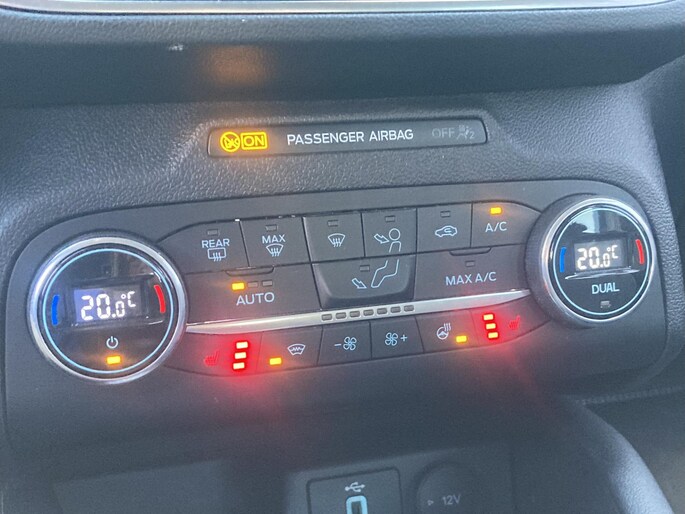 ON PASSENGER AIRBAG OFF
REAR MAX A/C
20.0°C AUTO MAX A/C 20.0°C
DUAL
- +
12V